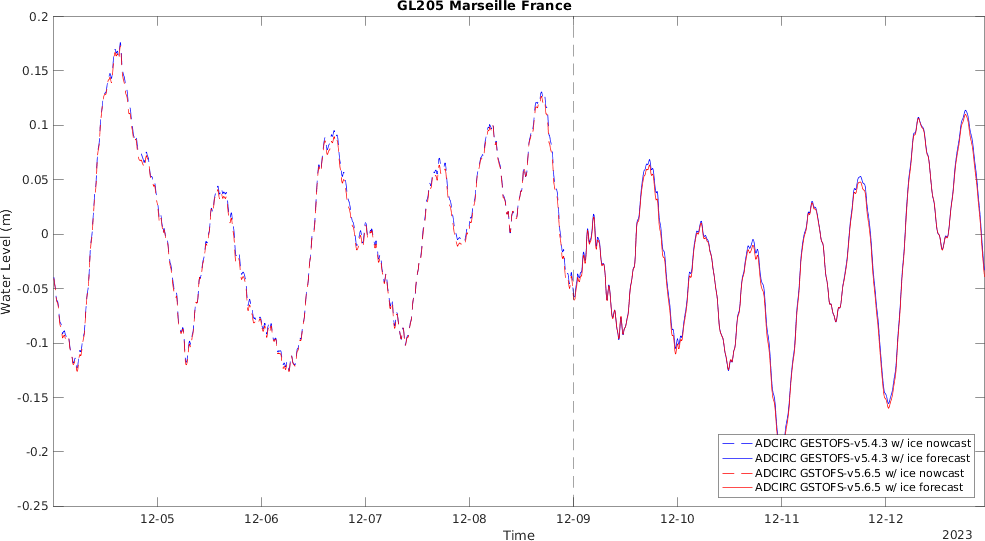 GL205 Marseille France
0.2
0.15
0.1
0.05
0
-0.05
-0.1
-0.15
-0.2
-0.25
Water Level (m)
12-05 12-06 12-07 12-08 12-09 12-10 12-11 12-12
Time
2023
ADCIRC GESTOFS-v5.4.3 w/ ice nowcast
ADCIRC GESTOFS-v5.4.3 w/ ice forecast
ADCIRC GSTOFS-v5.6.5 w/ ice nowcast
ADCIRC GSTOFS-v5.6.5 w/ ice forecast